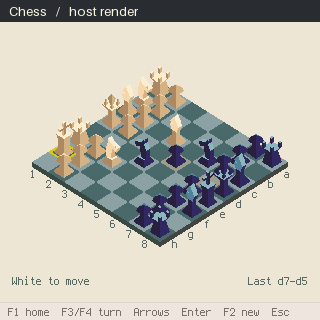 Chess / host render
1
2
3
4
5
6
7
8
h
g
f
e
d
c
b
a
White to move
Last d7-d5
F1 home F3/F4 turn Arrows Enter F2 new Esc